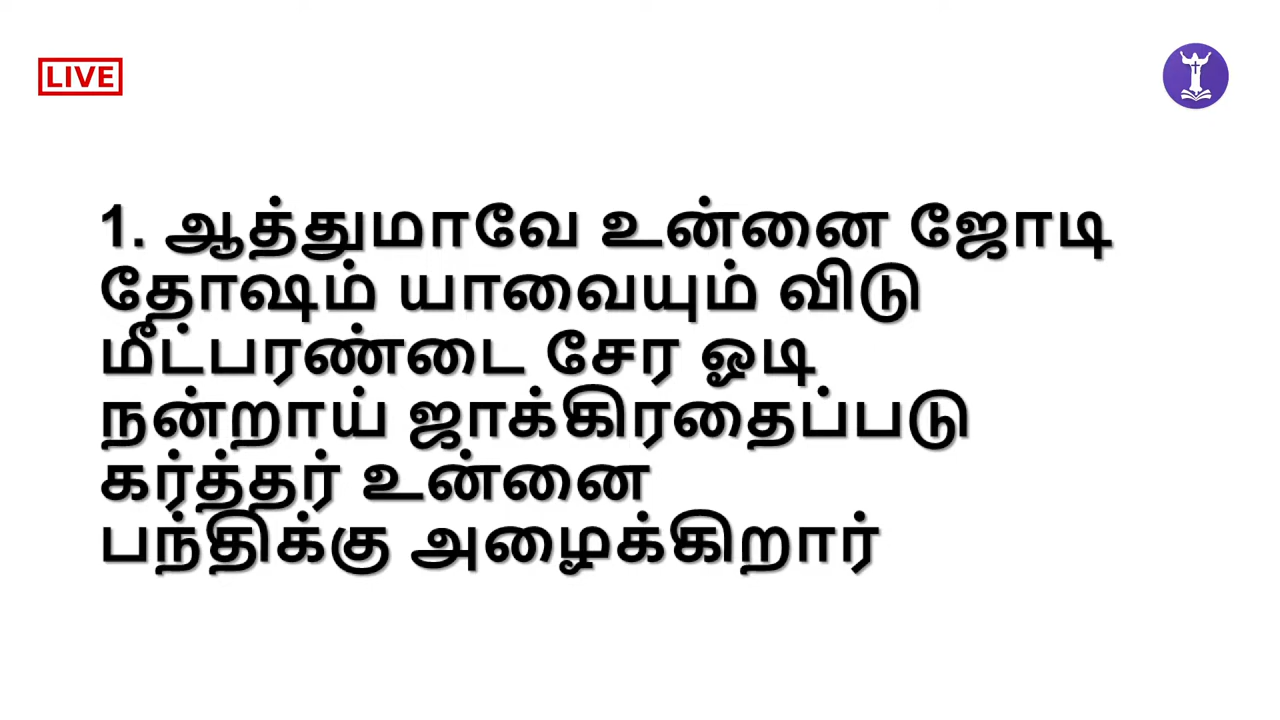 LIVE
1. ஆத்துமாவே உன்னை ஜோடி
தோஷம் யாவையும் விடு
மீட்பரண்டை சேர ஓடி
நன்றாய் ஜாக்கிரதைப்படு
கர்த்தர் உன்னை
பந்திக்கு அழைக்கிறார்